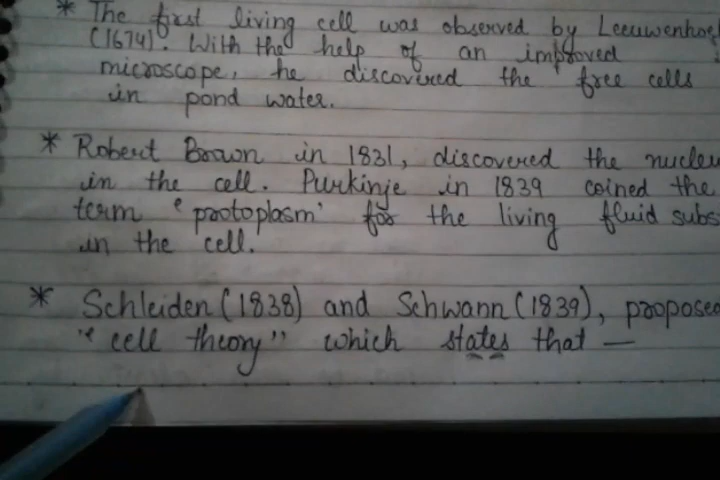 * The first living cell was observed by Leeuwenhoe
(1674). With the help of an improved
microscope, he discovered the free cells
in pond water.
* Robert Brown in 1831, discovered the nucleu
in the cell. Purkinje in 1839 coined the
term 'protoplasm' for the living fluid subs
in the cell.
* Schleiden (1838) and Schwann (1839), proposed
"cell theory" which states that —